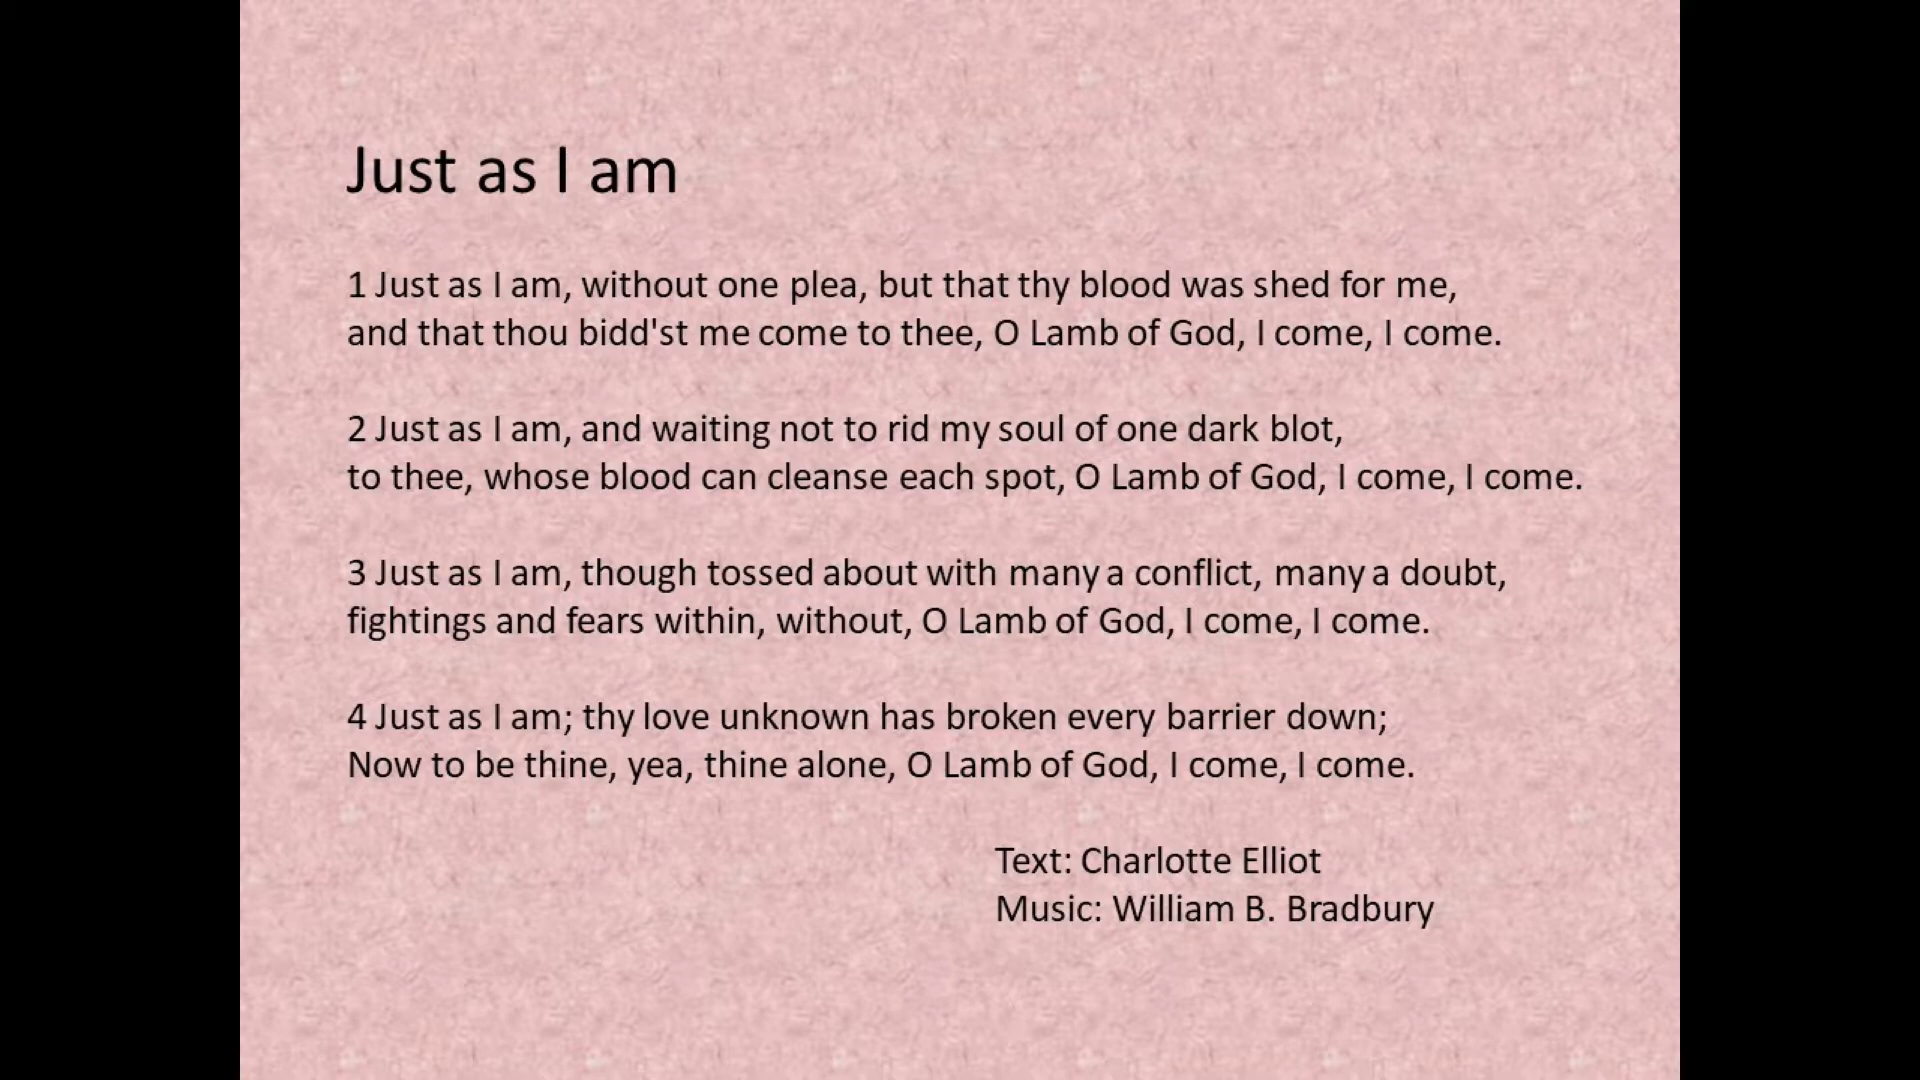 Just as I am
1 Just as I am, without one plea, but that thy blood was shed for me,
and that thou bidd'st me come to thee, O Lamb of God, I come, I come.
2 Just as I am, and waiting not to rid my soul of one dark blot,
to thee, whose blood can cleanse each spot, O Lamb of God, I come, I come.
3 Just as I am, though tossed about with many a conflict, many a doubt,
fightings and fears within, without, O Lamb of God, I come, I come.
4 Just as I am; thy love unknown has broken every barrier down;
Now to be thine, yea, thine alone, O Lamb of God, I come, I come.
Text: Charlotte Elliot
Music: William B. Bradbury